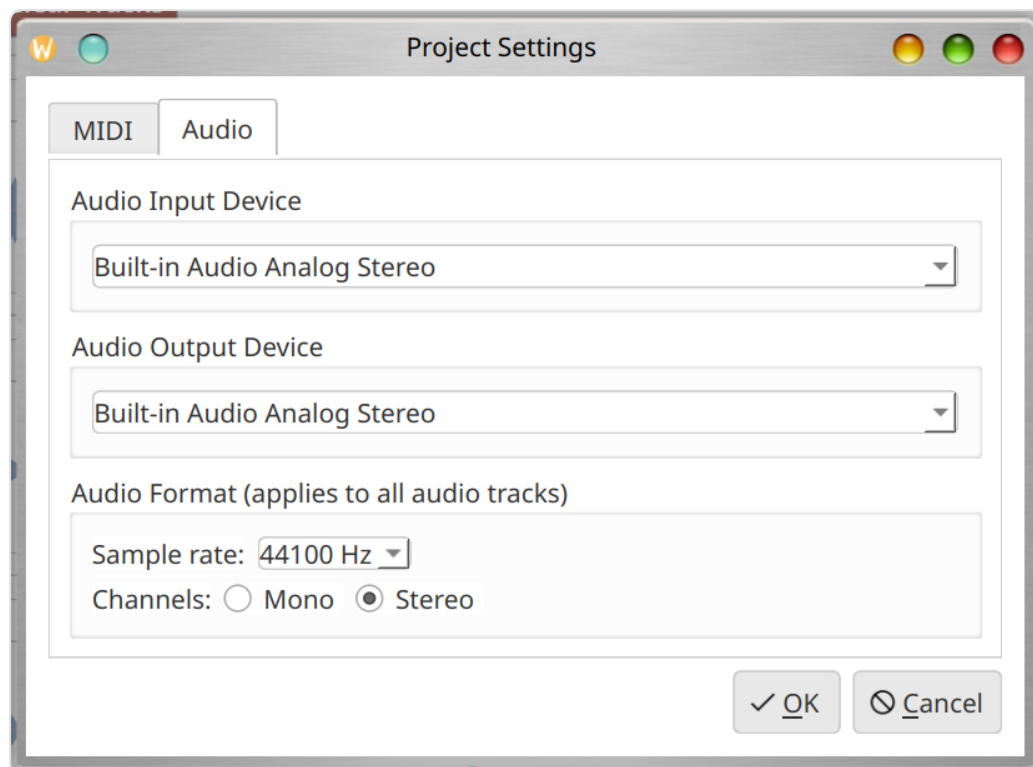 W
Project Settings
MIDI
Audio
Audio Input Device
Built-in Audio Analog Stereo
Audio Output Device
Built-in Audio Analog Stereo
Audio Format (applies to all audio tracks)
Sample rate: 44100 Hz
Channels: Mono Stereo
OK Cancel